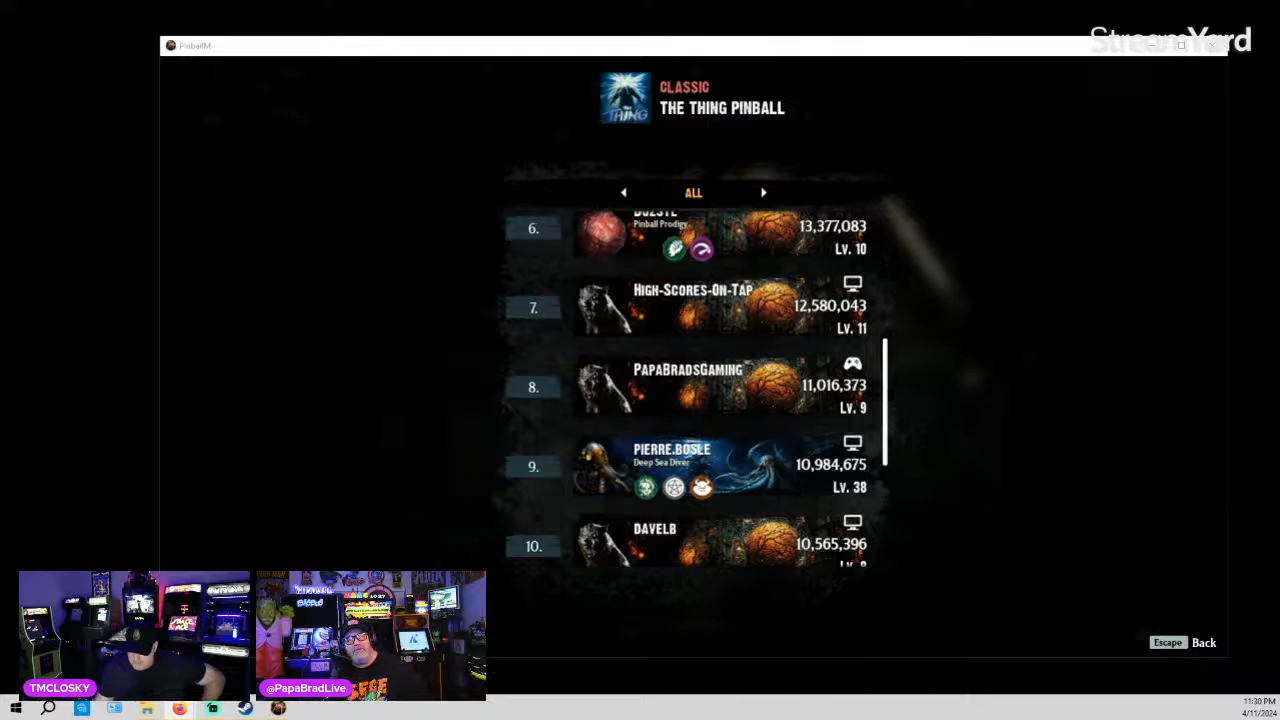 StreamYard
PinballM
CLASSIC
THE THING PINBALL
THING
ALL
6.
Pinball Prodigy
13,377,083
Lv. 10
7.
HIGH-SCORES-ON-TAP
12,580,043
Lv. 11
8.
PAPABRADSGAMING
11,016,373
Lv. 9
9.
PIERRE.BOSLE
Deep Sea Diver
10,984,675
Lv. 38
10.
DAVELB
10,565,396
Escape Back
TMCLOSKY
@PapaBradLive
11:30 PM
4/11/2024